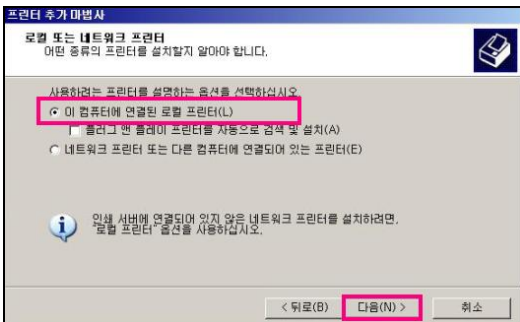 프린터 추가 마법사
로컬 또는 네트워크 프린터
어떤 종류의 프린터를 설치할지 알아야 합니다.
사용하려는 프린터를 설명하는 옵션을 선택하십시오
이 컴퓨터에 연결된 로컬 프린터(L)
플러그 앤 플레이 프린터를 자동으로 검색 및 설치(A)
네트워크 프린터 또는 다른 컴퓨터에 연결되어 있는 프린터(E)
인쇄 서버에 연결되어 있지 않은 네트워크 프린터를 설치하려면,
"로컬 프린터" 옵션을 사용하십시오.
< 뒤로(B) 다음(N) > 취소